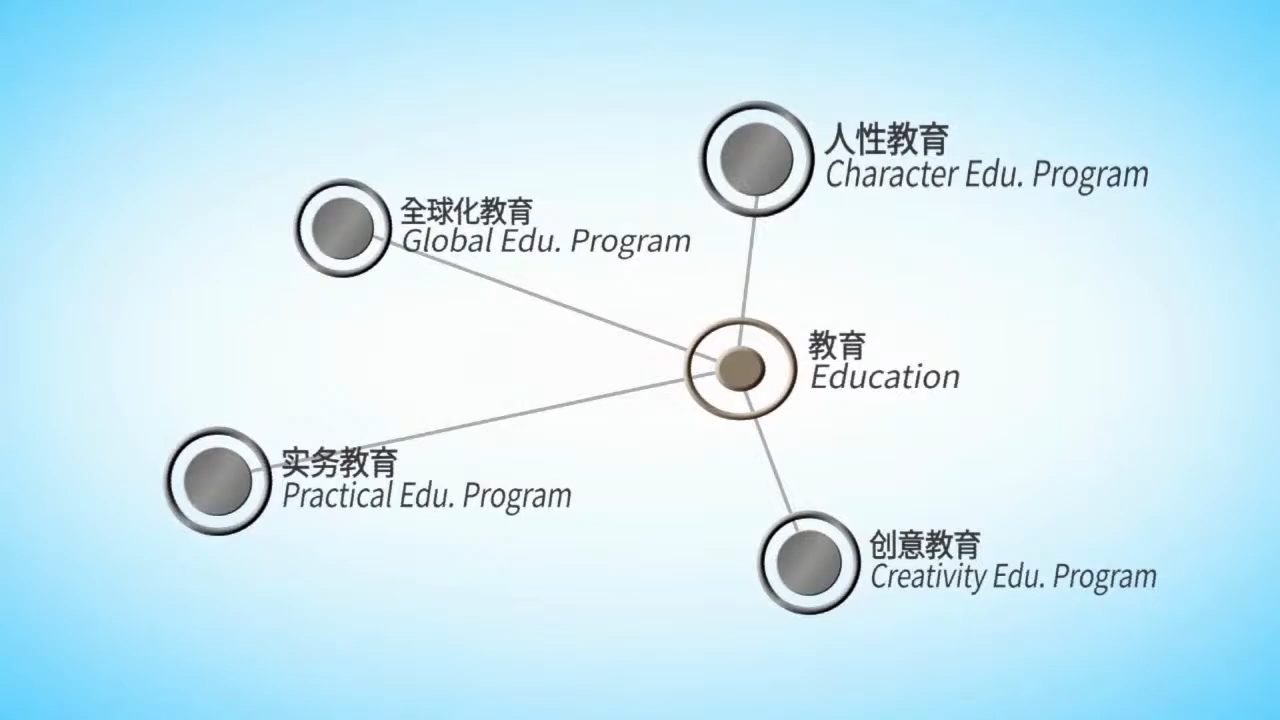 人性教育
Character Edu. Program
全球化教育
Global Edu. Program
教育
Education
实务教育
Practical Edu. Program
创意教育
Creativity Edu. Program